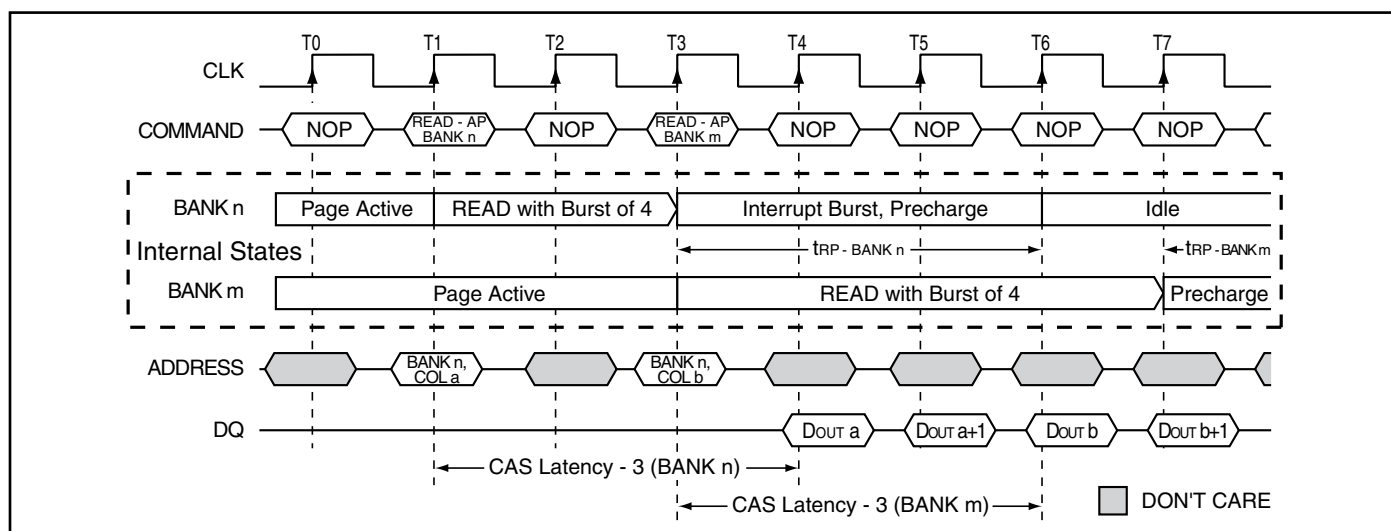 T0 T1 T2 T3 T4 T5 T6 T7
CLK
COMMAND NOP READ - AP BANK n NOP READ - AP BANK m NOP NOP NOP NOP
BANK n Page Active READ with Burst of 4 Interrupt Burst, Precharge Idle
Internal States tRP - BANK n tRP - BANK m
BANK m Page Active READ with Burst of 4 Precharge
ADDRESS BANK n, COL a BANK n, COL b
DQ DOUT a DOUT a+1 DOUT b DOUT b+1
CAS Latency - 3 (BANK n)
CAS Latency - 3 (BANK m) DON'T CARE